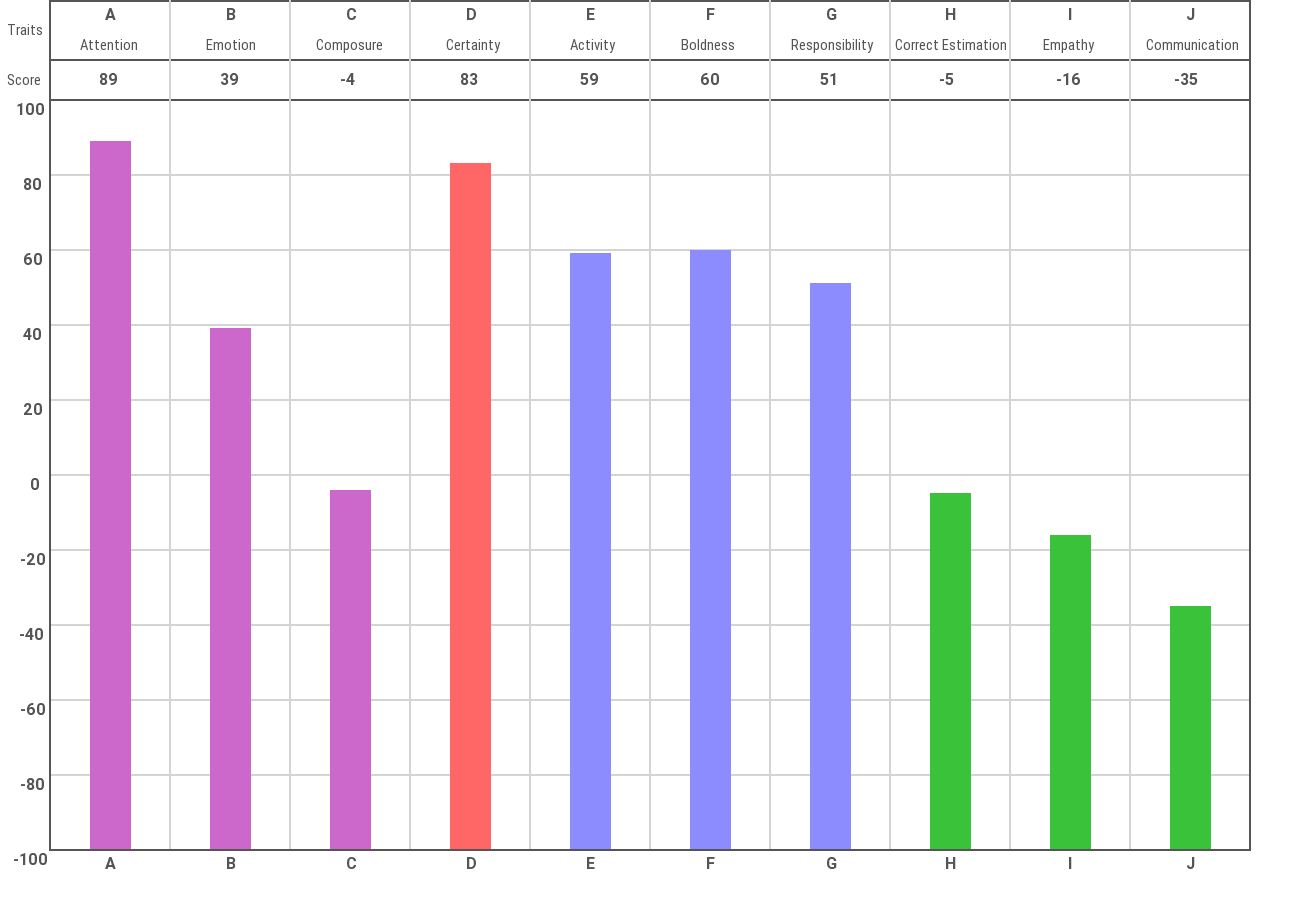 A B C D E F G H I J
Traits
Attention Emotion Composure Certainty Activity Boldness Responsibility Correct Estimation Empathy Communication
Score 89 39 -4 83 59 60 51 -5 -16 -35
100
80
60
40
20
0
-20
-40
-60
-80
-100
A B C D E F G H I J